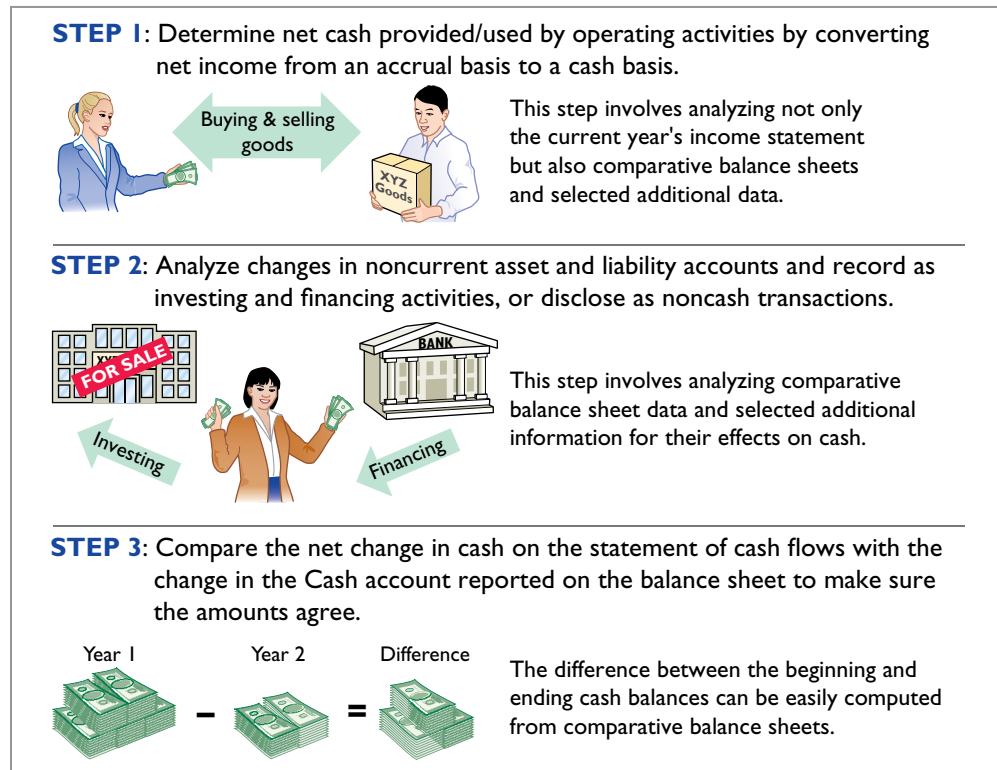 STEP 1: Determine net cash provided/used by operating activities by converting
net income from an accrual basis to a cash basis.
Buying & selling
goods
XYZ
Goods
This step involves analyzing not only
the current year's income statement
but also comparative balance sheets
and selected additional data.
STEP 2: Analyze changes in noncurrent asset and liability accounts and record as
investing and financing activities, or disclose as noncash transactions.
FOR SALE
BANK
Investing
Financing
This step involves analyzing comparative
balance sheet data and selected additional
information for their effects on cash.
STEP 3: Compare the net change in cash on the statement of cash flows with the
change in the Cash account reported on the balance sheet to make sure
the amounts agree.
Year 1
Year 2
Difference
–
=
The difference between the beginning and
ending cash balances can be easily computed
from comparative balance sheets.